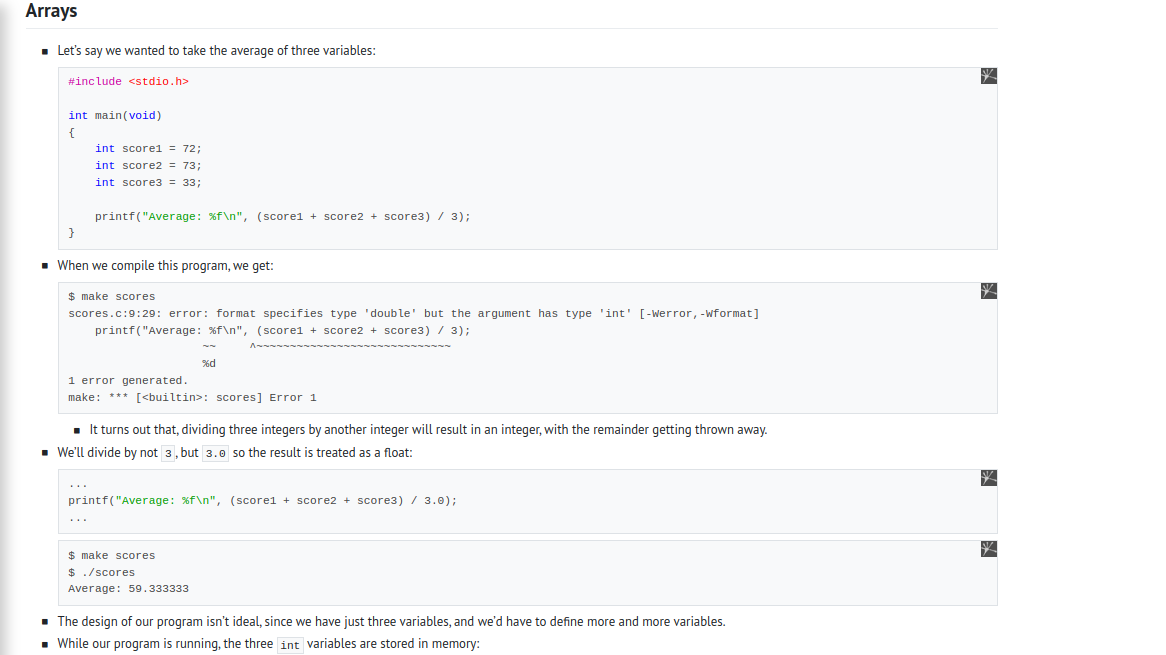 Arrays
Let's say we wanted to take the average of three variables:
#include <stdio.h>
int main(void)
{
    int score1 = 72;
    int score2 = 73;
    int score3 = 33;
    printf("Average: %f\n", (score1 + score2 + score3) / 3);
}
When we compile this program, we get:
$ make scores
scores.c:9:29: error: format specifies type 'double' but the argument has type 'int' [-Werror,-Wformat]
    printf("Average: %f\n", (score1 + score2 + score3) / 3);
                    ~~     ^~~~~~~~~~~~~~~~~~~~~~~~~~~~~~
                    %d
1 error generated.
make: *** [<builtin>: scores] Error 1
It turns out that, dividing three integers by another integer will result in an integer, with the remainder getting thrown away.
We'll divide by not 3, but 3.0 so the result is treated as a float:
...
printf("Average: %f\n", (score1 + score2 + score3) / 3.0);
...
$ make scores
$ ./scores
Average: 59.333333
The design of our program isn't ideal, since we have just three variables, and we'd have to define more and more variables.
While our program is running, the three int variables are stored in memory: